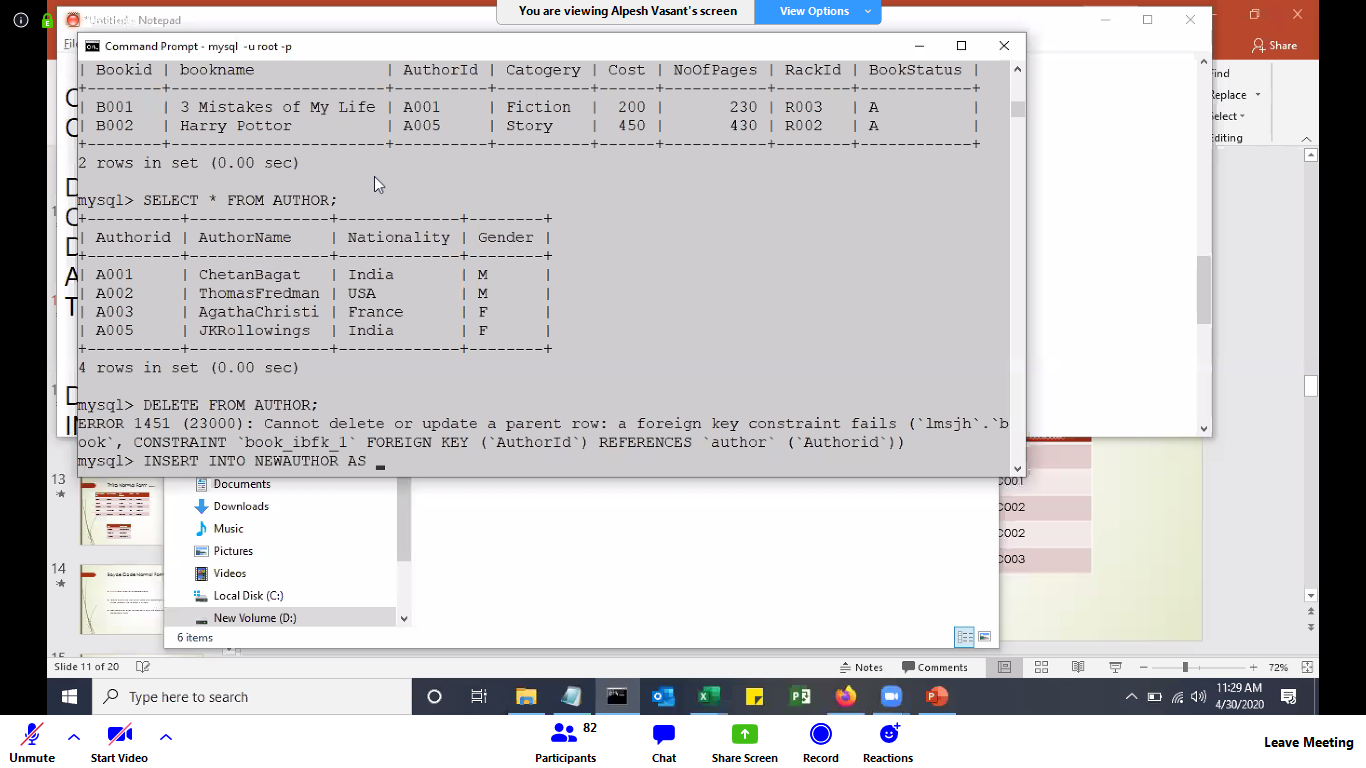 *Untitled - Notepad
You are viewing Alpesh Vasant's screen
View Options
Share
Command Prompt - mysql -u root -p
| Bookid | bookname | AuthorId | Catogery | Cost | NoOfPages | RackId | BookStatus |
| B001 | 3 Mistakes of My Life | A001 | Fiction | 200 | 230 | R003 | A |
| B002 | Harry Pottor | A005 | Story | 450 | 430 | R002 | A |
2 rows in set (0.00 sec)
mysql> SELECT * FROM AUTHOR;
| Authorid | AuthorName | Nationality | Gender |
| A001 | ChetanBagat | India | M |
| A002 | ThomasFredman | USA | M |
| A003 | AgathaChristi | France | F |
| A005 | JKRollowings | India | F |
4 rows in set (0.00 sec)
mysql> DELETE FROM AUTHOR;
ERROR 1451 (23000): Cannot delete or update a parent row: a foreign key constraint fails (`lmsjh`.`b
ook`, CONSTRAINT `book_ibfk_1` FOREIGN KEY (`AuthorId`) REFERENCES `author` (`Authorid`))
mysql> INSERT INTO NEWAUTHOR AS _
Find
Replace
Select
Editing
13
14
Documents
Downloads
Music
Pictures
Videos
Local Disk (C:)
New Volume (D:)
6 items
C001
C002
C002
C003
Slide 11 of 20
Notes
Comments
72%
Type here to search
11:29 AM
4/30/2020
Unmute
Start Video
Participants
82
Chat
Share Screen
Record
Reactions
Leave Meeting